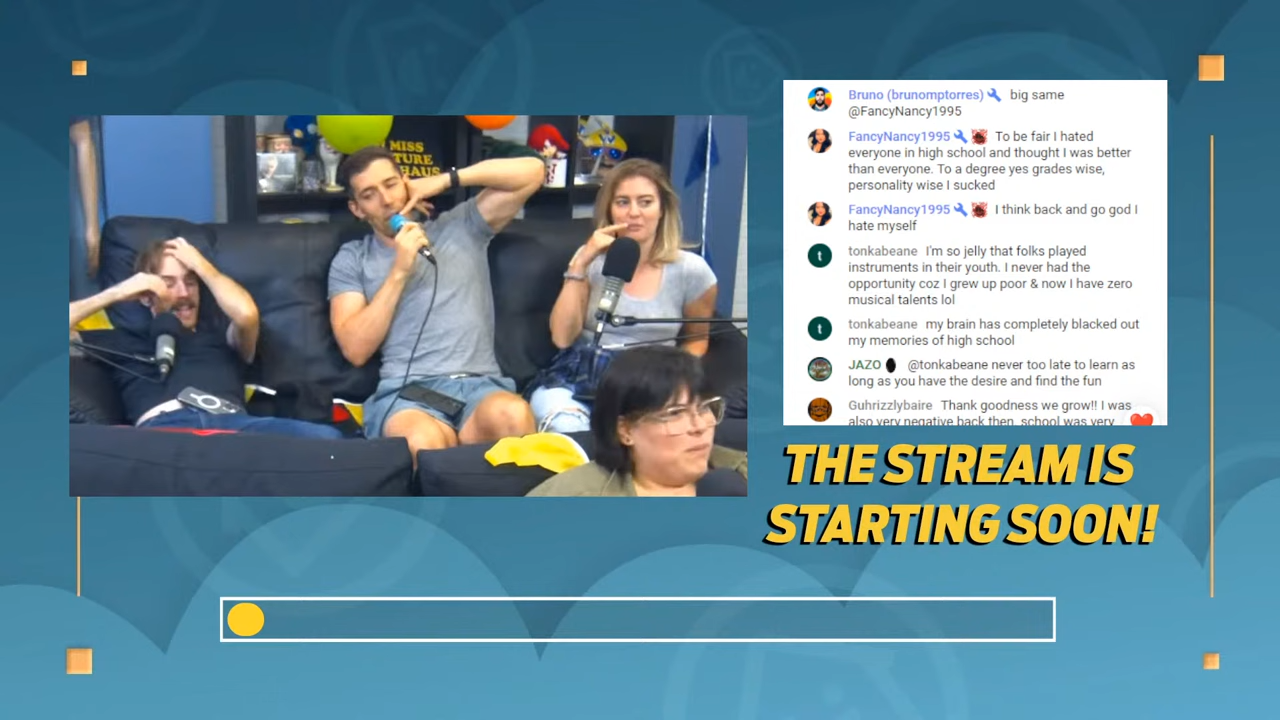 MISS
TURE
HAUS
Bruno (brunomptorres) big same
@FancyNancy1995
FancyNancy1995 To be fair I hated
everyone in high school and thought I was better
than everyone. To a degree yes grades wise,
personality wise I sucked
FancyNancy1995 I think back and go god I
hate myself
t tonkabeane I'm so jelly that folks played
instruments in their youth. I never had the
opportunity coz I grew up poor & now I have zero
musical talents lol
t tonkabeane my brain has completely blacked out
my memories of high school
JAZO @tonkabeane never too late to learn as
long as you have the desire and find the fun
Guhrizzlybaire Thank goodness we grow!! I was
also very negative back then, school was very
THE STREAM IS
STARTING SOON!